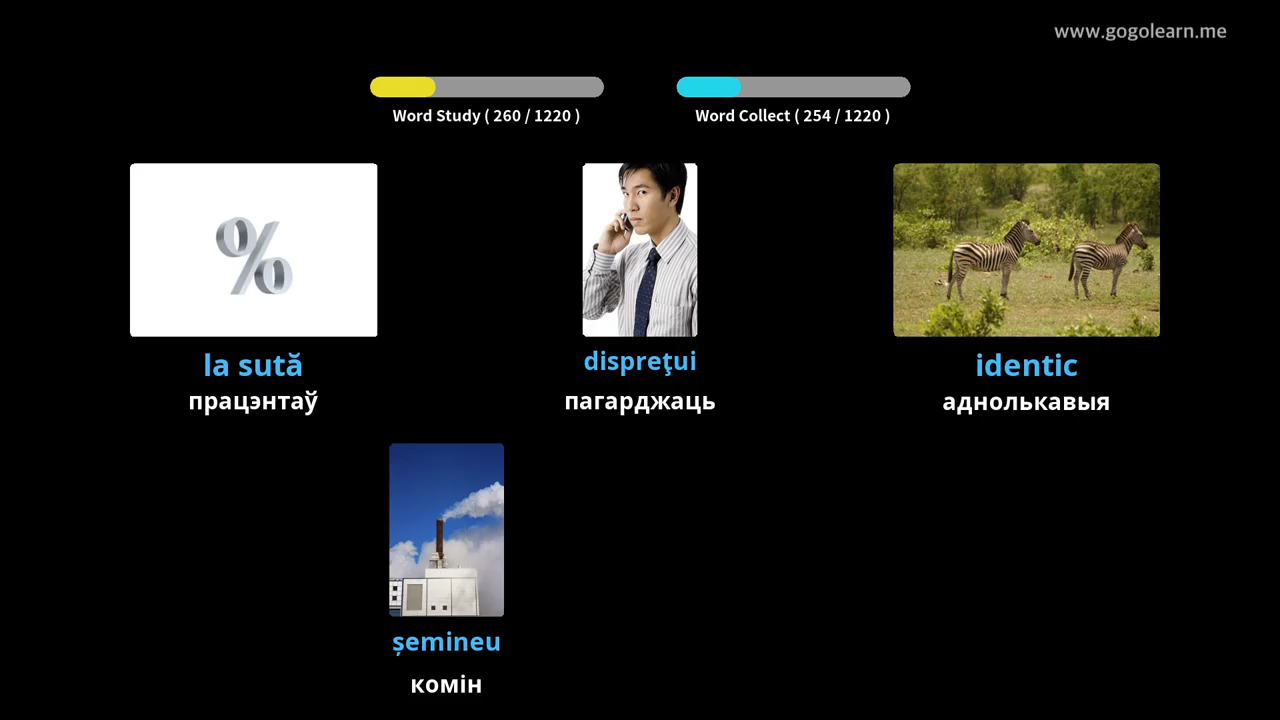 www.gogolearn.me
Word Study ( 260 / 1220 )
Word Collect ( 254 / 1220 )
%
la sută
працэнтаў
dispreţui
пагарджаць
identic
аднолькавыя
șemineu
комін